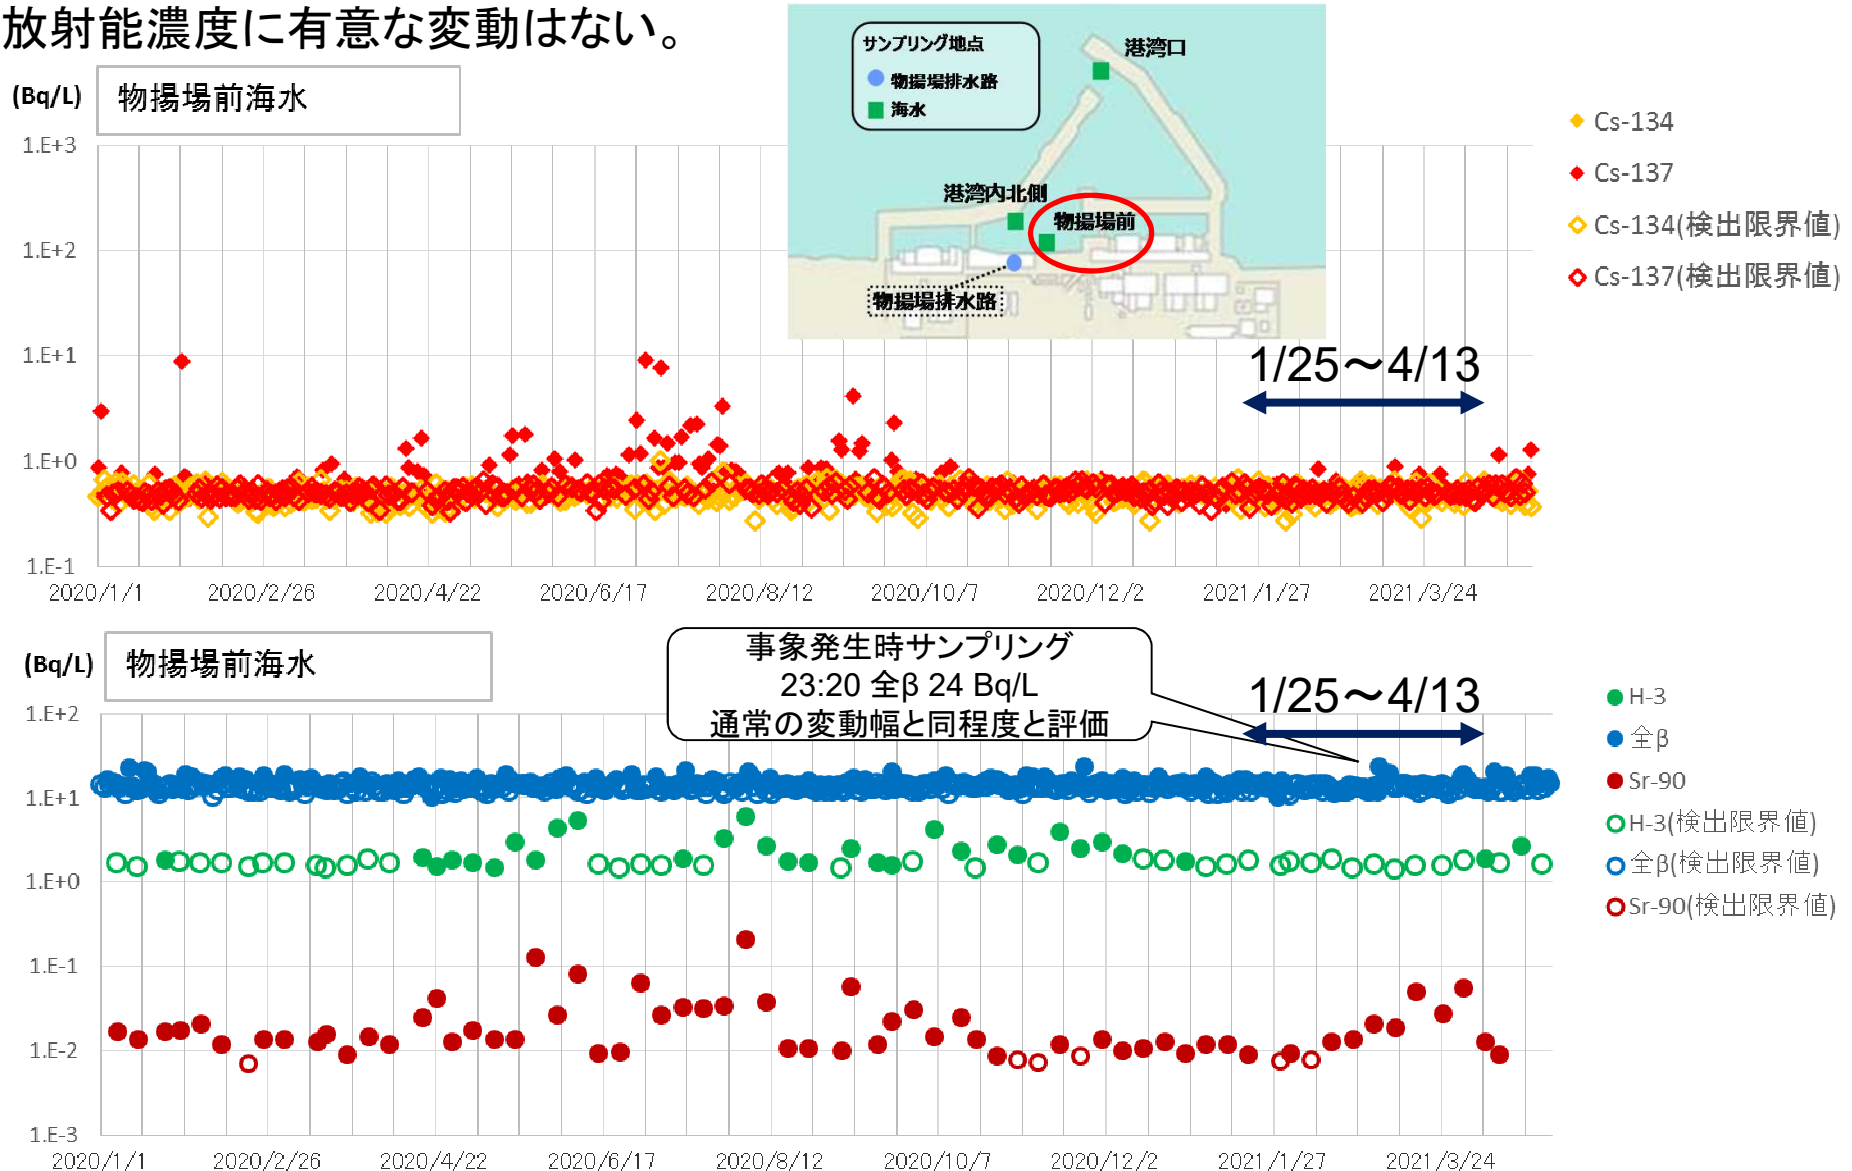 放射能濃度に有意な変動はない。
(Bq/L)
物揚場前海水
サンプリング地点
物揚場排水路
海水
港湾口
港湾内北側
物揚場前
物揚場排水路
Cs-134
Cs-137
Cs-134(検出限界値)
Cs-137(検出限界値)
1/25～4/13
1.E+3
1.E+2
1.E+1
1.E+0
1.E-1
2020/1/1 2020/2/26 2020/4/22 2020/6/17 2020/8/12 2020/10/7 2020/12/2 2021/1/27 2021/3/24
(Bq/L)
物揚場前海水
事象発生時サンプリング
23:20 全β 24 Bq/L
通常の変動幅と同程度と評価
1/25～4/13
H-3
全β
Sr-90
H-3(検出限界値)
全β(検出限界値)
Sr-90(検出限界値)
1.E+2
1.E+1
1.E+0
1.E-1
1.E-2
1.E-3
2020/1/1 2020/2/26 2020/4/22 2020/6/17 2020/8/12 2020/10/7 2020/12/2 2021/1/27 2021/3/24